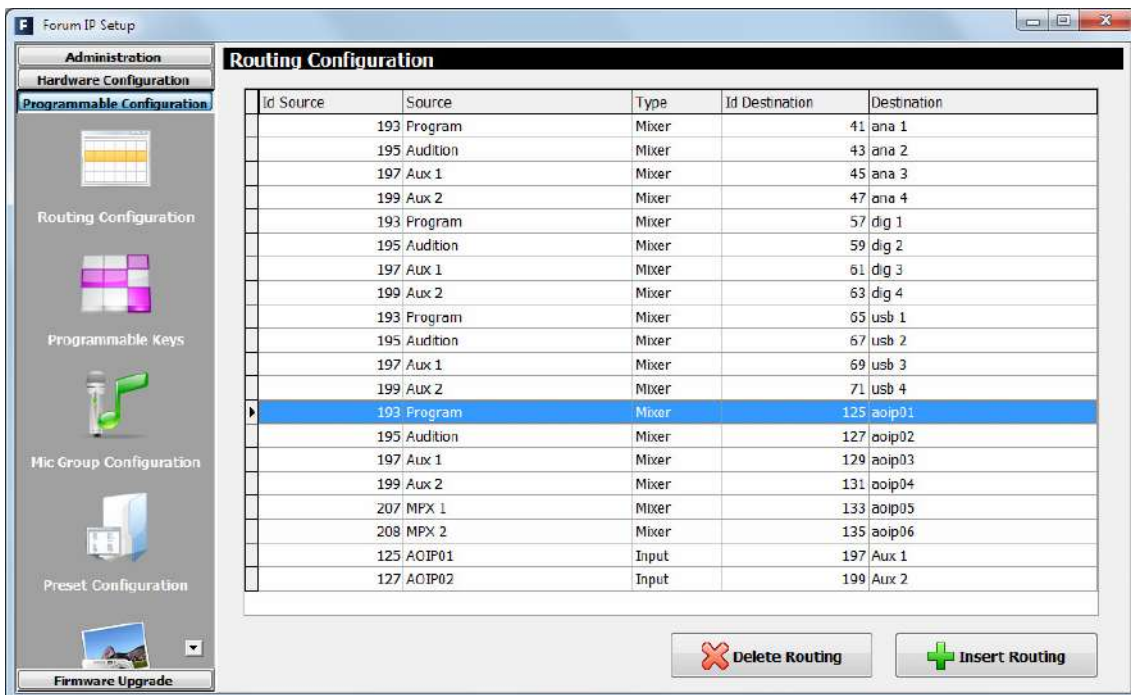 Forum IP Setup
Administration
Hardware Configuration
Programmable Configuration
Routing Configuration
Programmable Keys
Mic Group Configuration
Preset Configuration
Firmware Upgrade
Routing Configuration
Id Source Source Type Id Destination Destination
193 Program Mixer 41 ana 1
195 Audition Mixer 43 ana 2
197 Aux 1 Mixer 45 ana 3
199 Aux 2 Mixer 47 ana 4
193 Program Mixer 57 dig 1
195 Audition Mixer 59 dig 2
197 Aux 1 Mixer 61 dig 3
199 Aux 2 Mixer 63 dig 4
193 Program Mixer 65 usb 1
195 Audition Mixer 67 usb 2
197 Aux 1 Mixer 69 usb 3
199 Aux 2 Mixer 71 usb 4
193 Program Mixer 125 aoip01
195 Audition Mixer 127 aoip02
197 Aux 1 Mixer 129 aoip03
199 Aux 2 Mixer 131 aoip04
207 MPX 1 Mixer 133 aoip05
208 MPX 2 Mixer 135 aoip06
125 AOIP01 Input 197 Aux 1
127 AOIP02 Input 199 Aux 2
Delete Routing Insert Routing